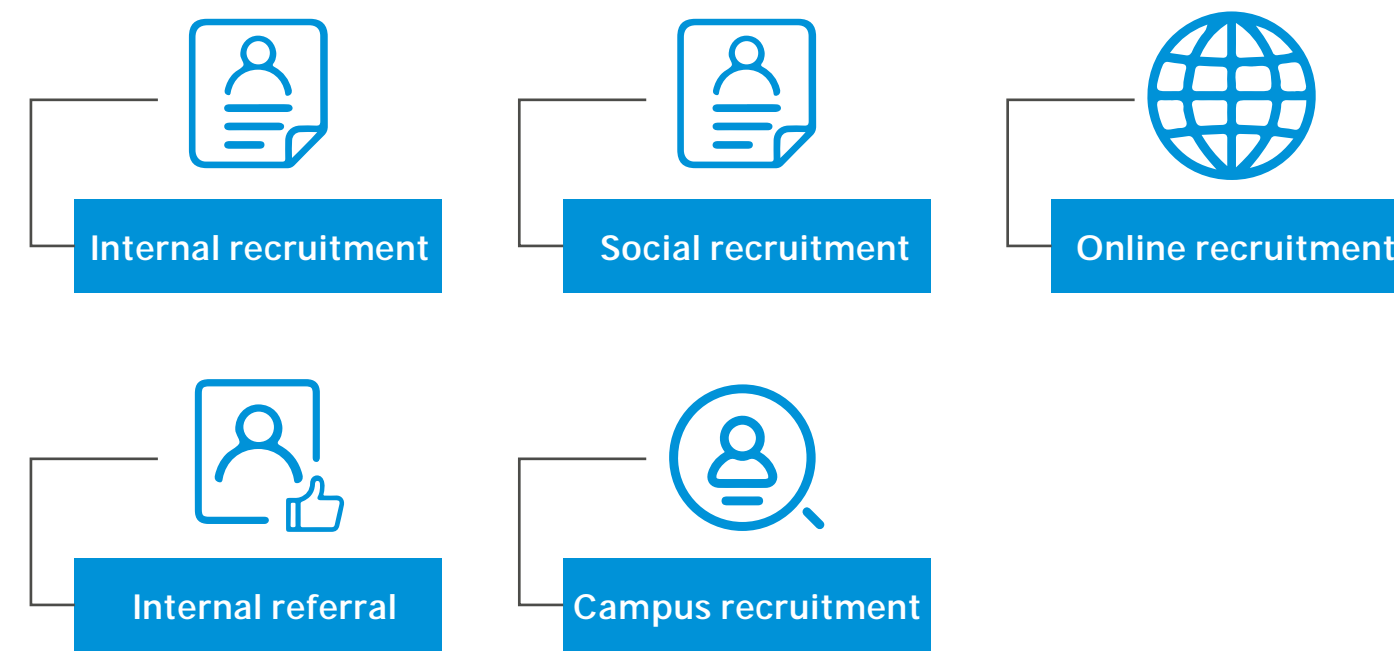 Internal recruitment
Social recruitment
Online recruitment
Internal referral
Campus recruitment